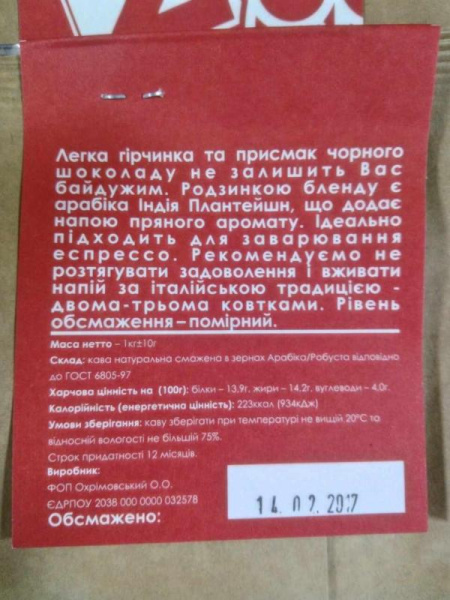 Легка гірчинка та присмак чорного
шоколаду не залишить Вас
байдужим. Родзинкою бленду є
арабіка Індія Плантейшн, що додає
напою пряного аромату. Ідеально
підходить для заварювання
еспрессо. Рекомендуємо не
розтягувати задоволення і вживати
напій за італійською традицією -
двома-трьома ковтками. Рівень
обсмаження – помірний.
Маса нетто – 1кг±10г
Склад: кава натуральна смажена в зернах Арабіка/Робуста відповідно
до ГОСТ 6805-97
Харчова цінність на (100г): білки – 13,9г, жири – 14,2г, вуглеводи – 4,0г.
Калорійність (енергетична цінність): 223ккал (934кДж)
Умови зберігання: каву зберігати при температурі не вищій 20°С то
відносній вологості не більшій 75%.
Строк придатності 12 місяців.
Виробник:
ФОП Охрімовський О.О.
ЄДРПОУ 2038 000 0000 032578
Обсмажено: 14. 02. 2017